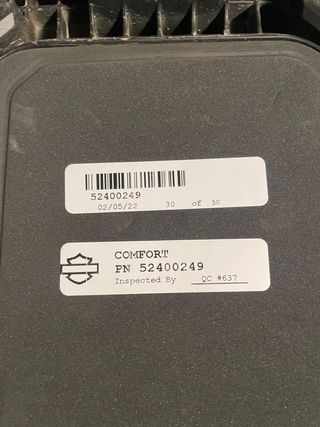 52400249
02/05/22 30 of 50
COMFORT
PN 52400249
Inspected By QC #637